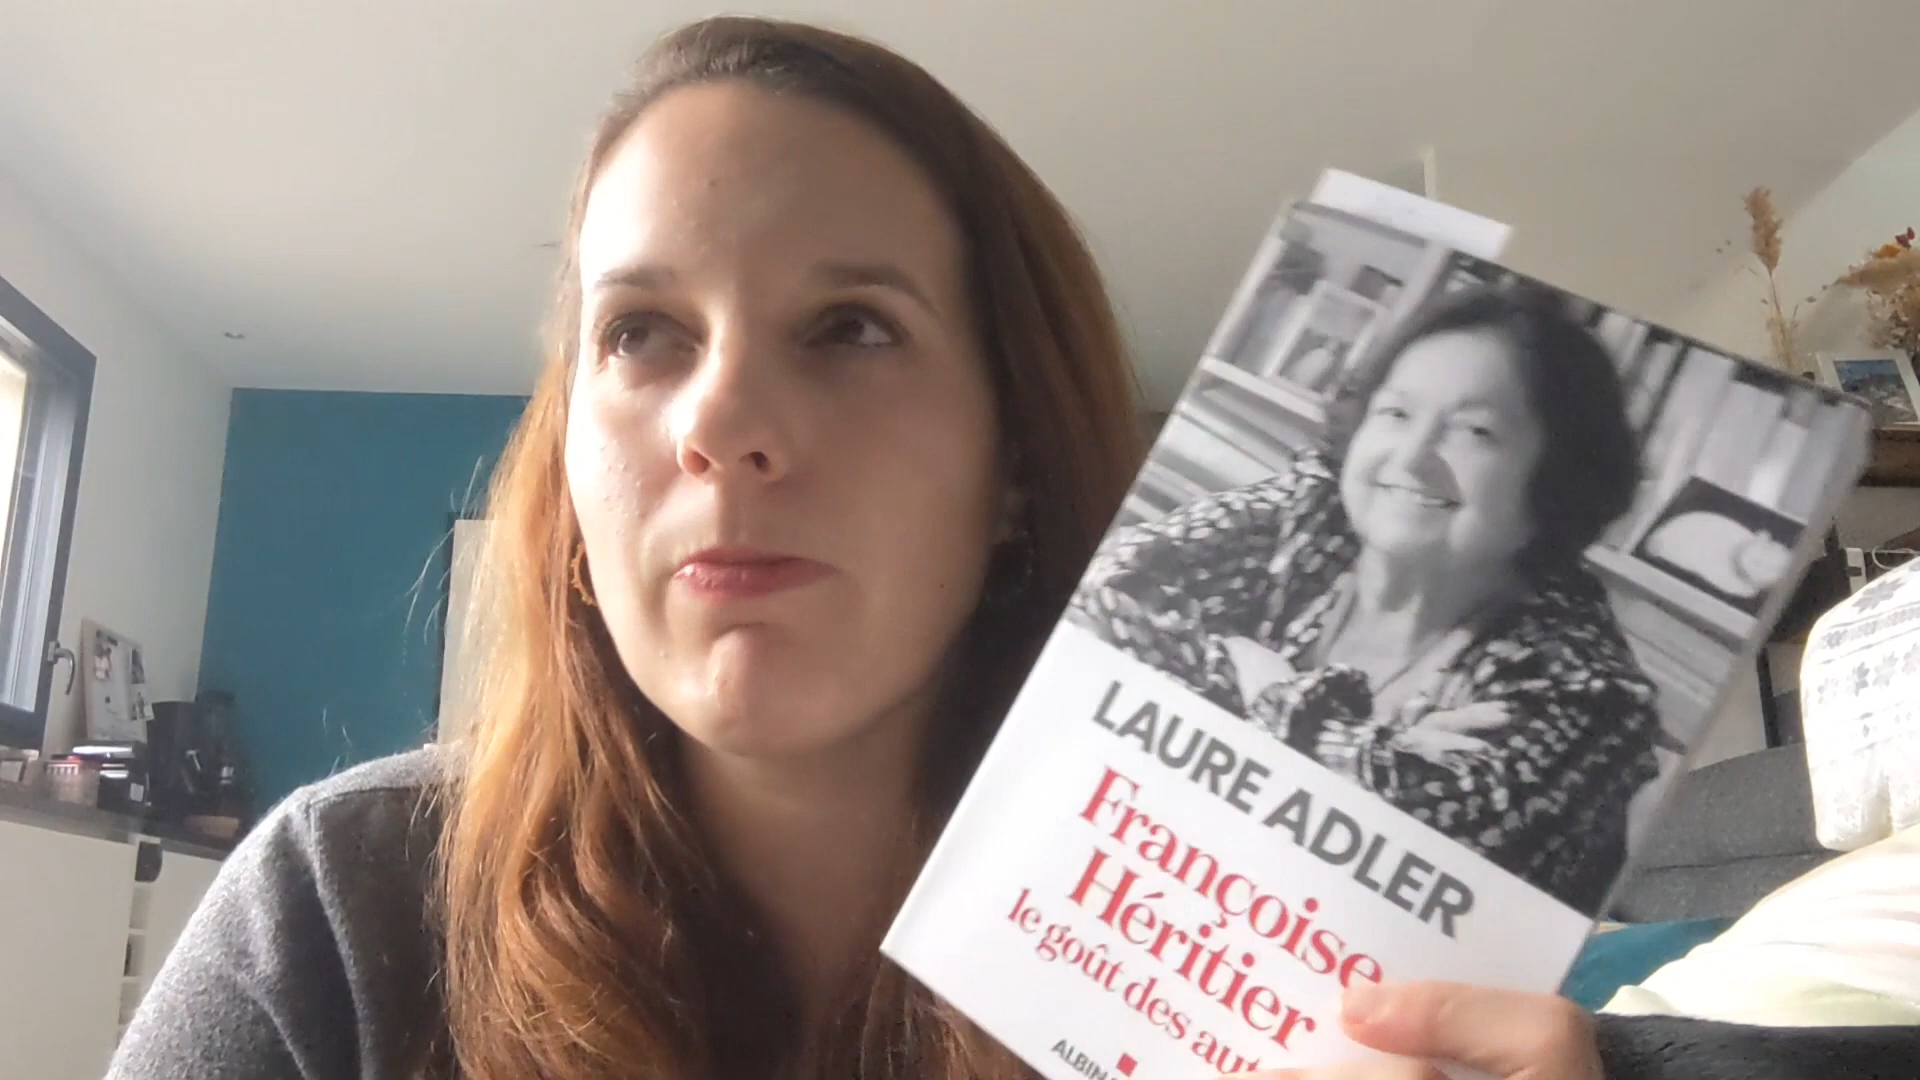 LAURE ADLER
Françoise
Héritier
le goût des aut
ALBIN